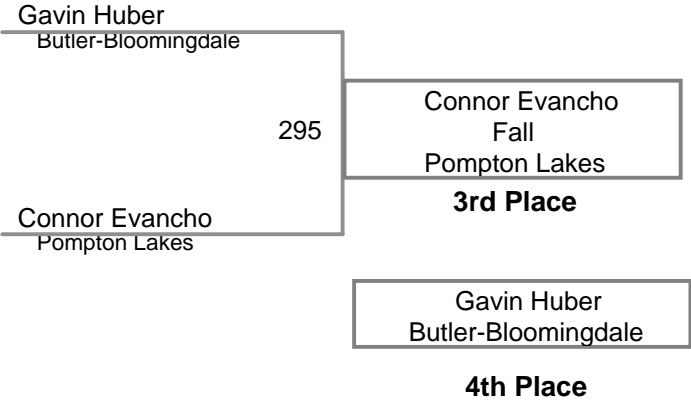 Gavin Huber
Butler-Bloomingdale
295
Connor Evancho
Fall
Pompton Lakes
3rd Place
Connor Evancho
Pompton Lakes
Gavin Huber
Butler-Bloomingdale
4th Place